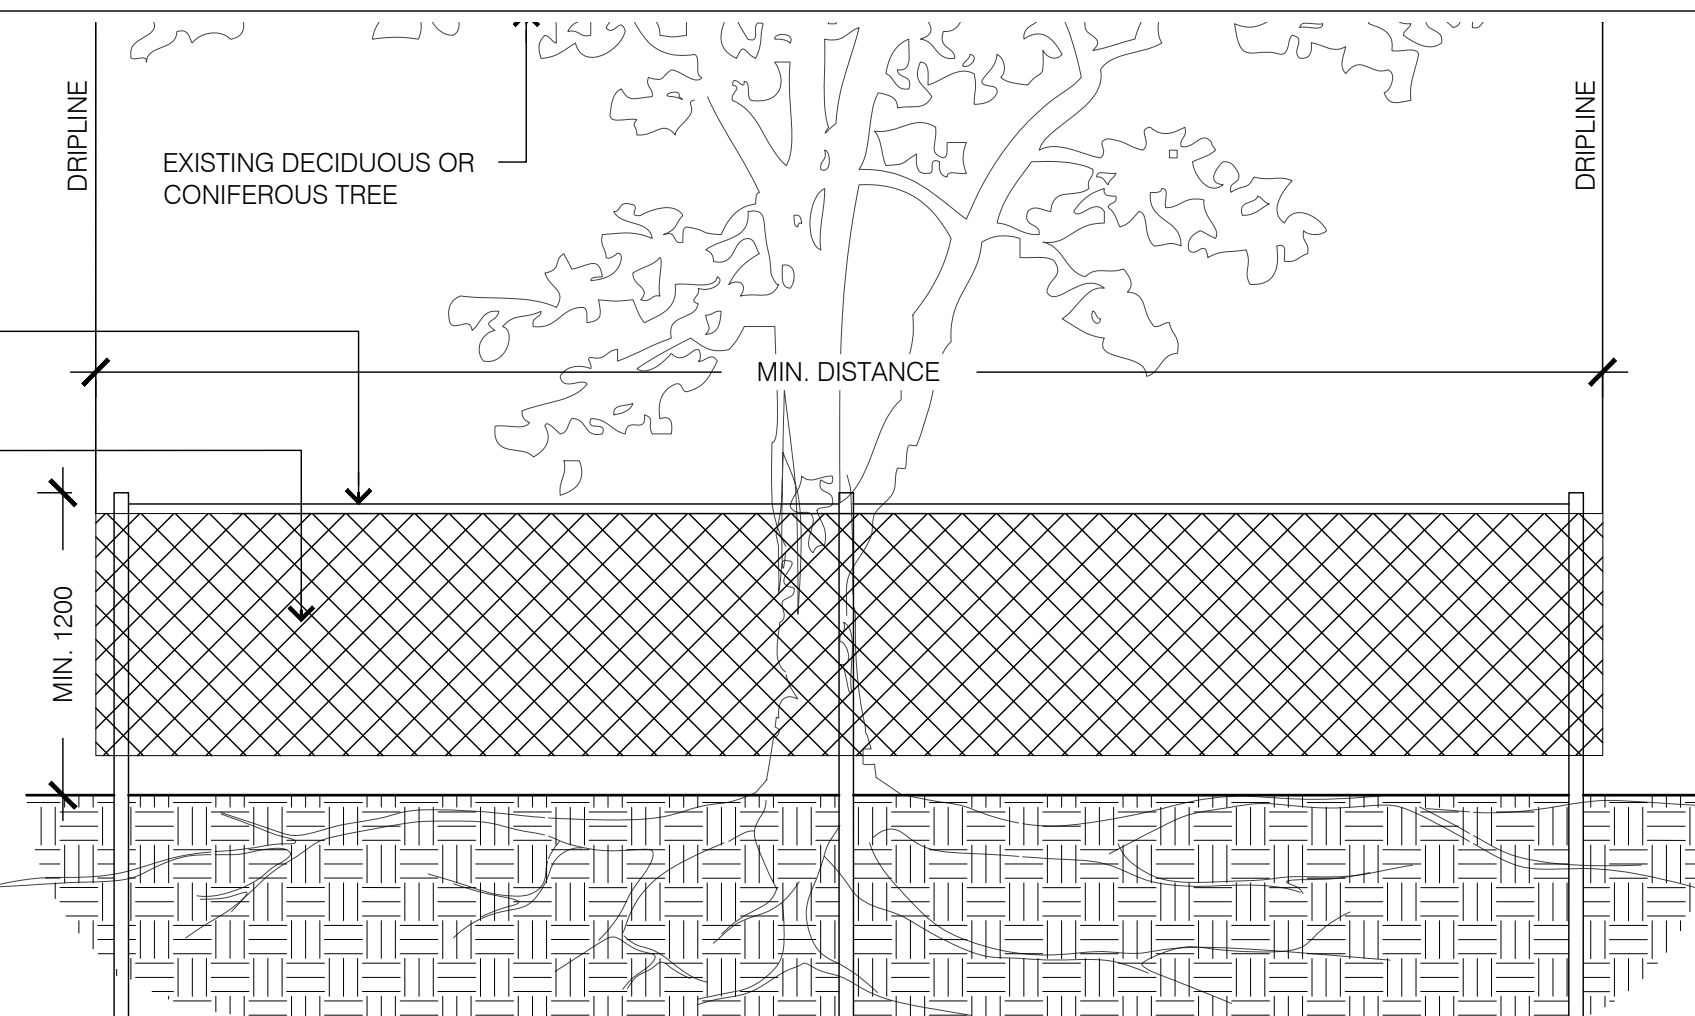 DRIPLINE
DRIPLINE
EXISTING DECIDUOUS OR
CONIFEROUS TREE
MIN. DISTANCE
MIN. 1200